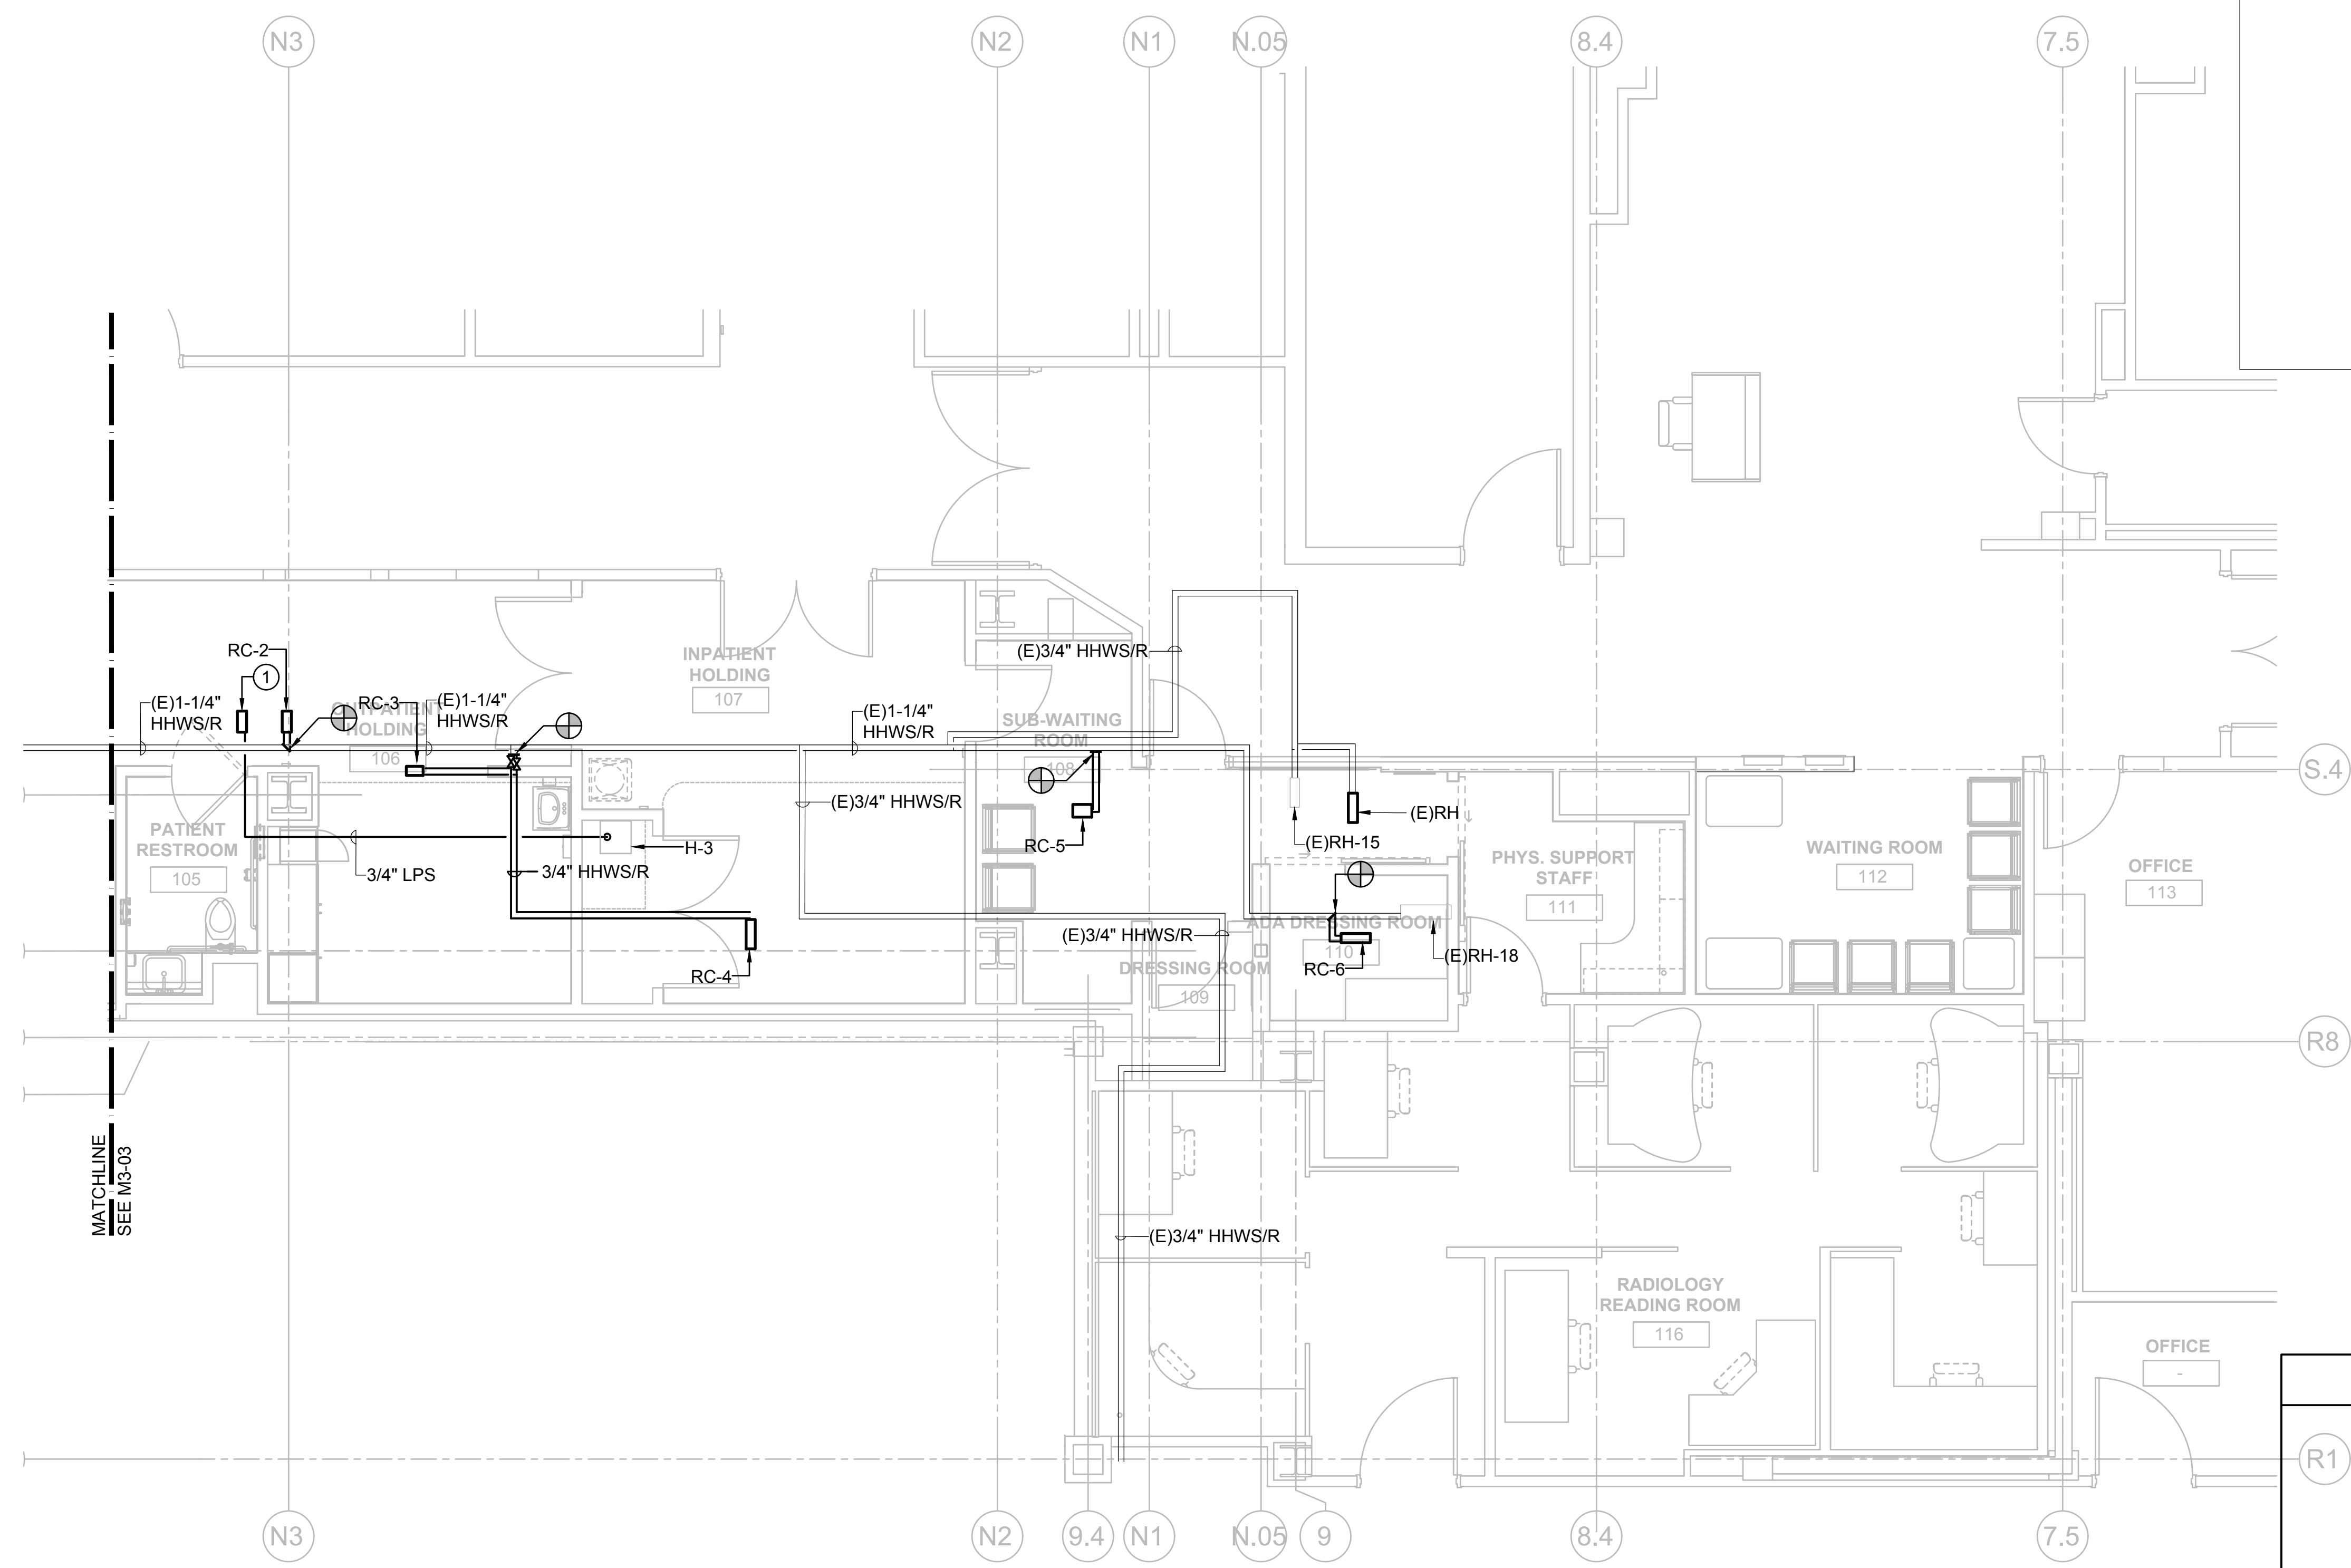 N3
N2
N1
N.05
8.4
7.5
RC-2
1
(E)1-1/4"
HHWS/R
RC-3
(E)1-1/4"
HHWS/R
OUTPATIENT
HOLDING
106
INPATIENT
HOLDING
107
(E)1-1/4"
HHWS/R
(E)3/4" HHWS/R
SUB-WAITING
ROOM
108
S.4
(E)3/4" HHWS/R
(E)RH
(E)RH-15
RC-5
H-3
PATIENT
RESTROOM
105
3/4" LPS
3/4" HHWS/R
PHYS. SUPPORT
STAFF
111
WAITING ROOM
112
OFFICE
113
ADA DRESSING ROOM
110
(E)3/4" HHWS/R
(E)RH-18
RC-6
RC-4
DRESSING ROOM
109
R8
MATCHLINE
SEE M3-03
(E)3/4" HHWS/R
RADIOLOGY
READING ROOM
116
OFFICE
-
R1
N3
N2
9.4
N1
N.05
9
8.4
7.5